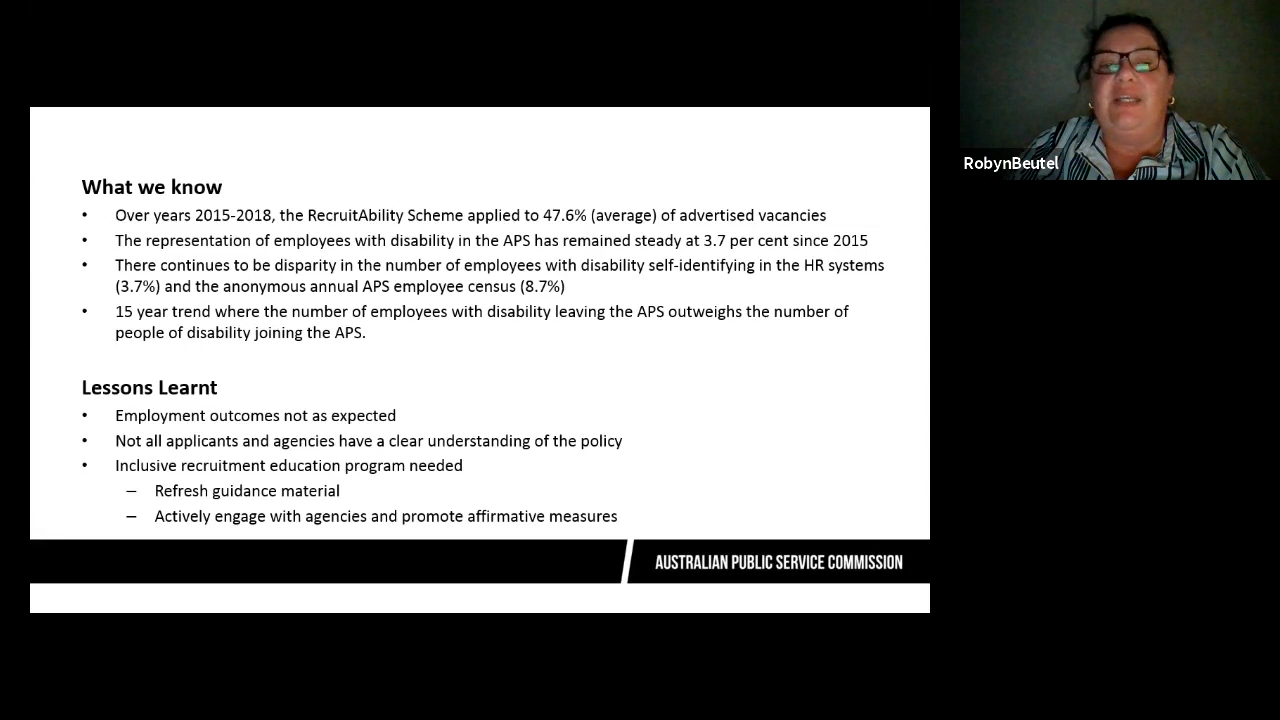 What we know
• Over years 2015-2018, the RecruitAbility Scheme applied to 47.6% (average) of advertised vacancies
• The representation of employees with disability in the APS has remained steady at 3.7 per cent since 2015
• There continues to be disparity in the number of employees with disability self-identifying in the HR systems
(3.7%) and the anonymous annual APS employee census (8.7%)
• 15 year trend where the number of employees with disability leaving the APS outweighs the number of
people of disability joining the APS.
Lessons Learnt
• Employment outcomes not as expected
• Not all applicants and agencies have a clear understanding of the policy
• Inclusive recruitment education program needed
– Refresh guidance material
– Actively engage with agencies and promote affirmative measures
AUSTRALIAN PUBLIC SERVICE COMMISSION
RobynBeutel